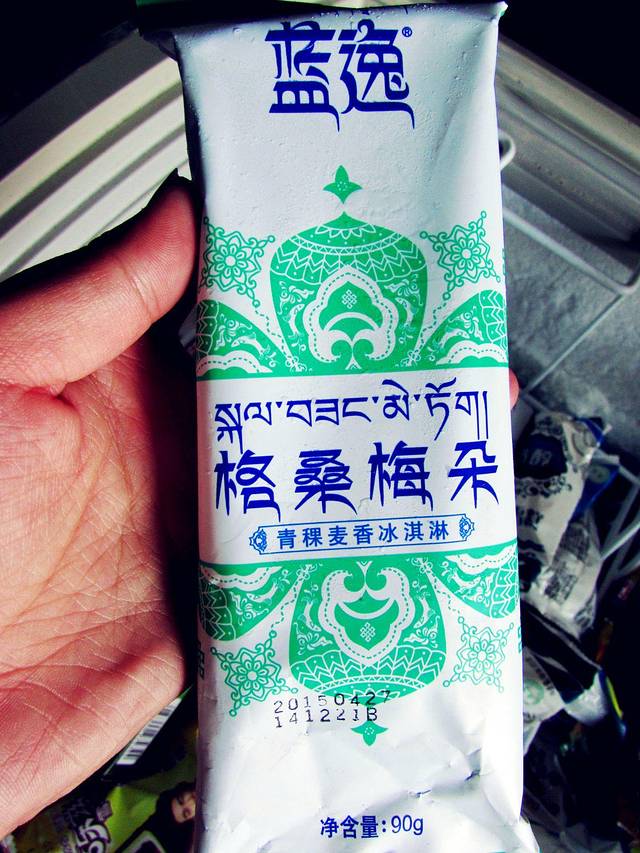 蓝逸®
སྐལ་བཟང་མེ་ཏོག།
格桑梅朵
青稞麦香冰淇淋
20150427
141221B
净含量:90g